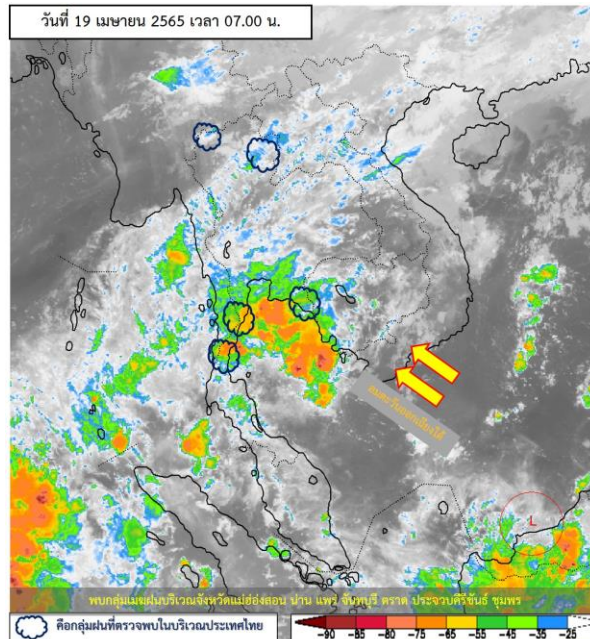 วันที่ 19 เมษายน 2565 เวลา 07.00 น.
ลมตะวันออกเฉียงใต้
L
พบกลุ่มเมฆฝนบริเวณจังหวัดแม่ฮ่องสอน น่าน แพร่ จันทบุรี ตราด ประจวบคีรีขันธ์ ชุมพร
คือกลุ่มฝนที่ตรวจพบในบริเวณประเทศไทย
-90 -85 -80 -75 -65 -55 -45 -35 -25